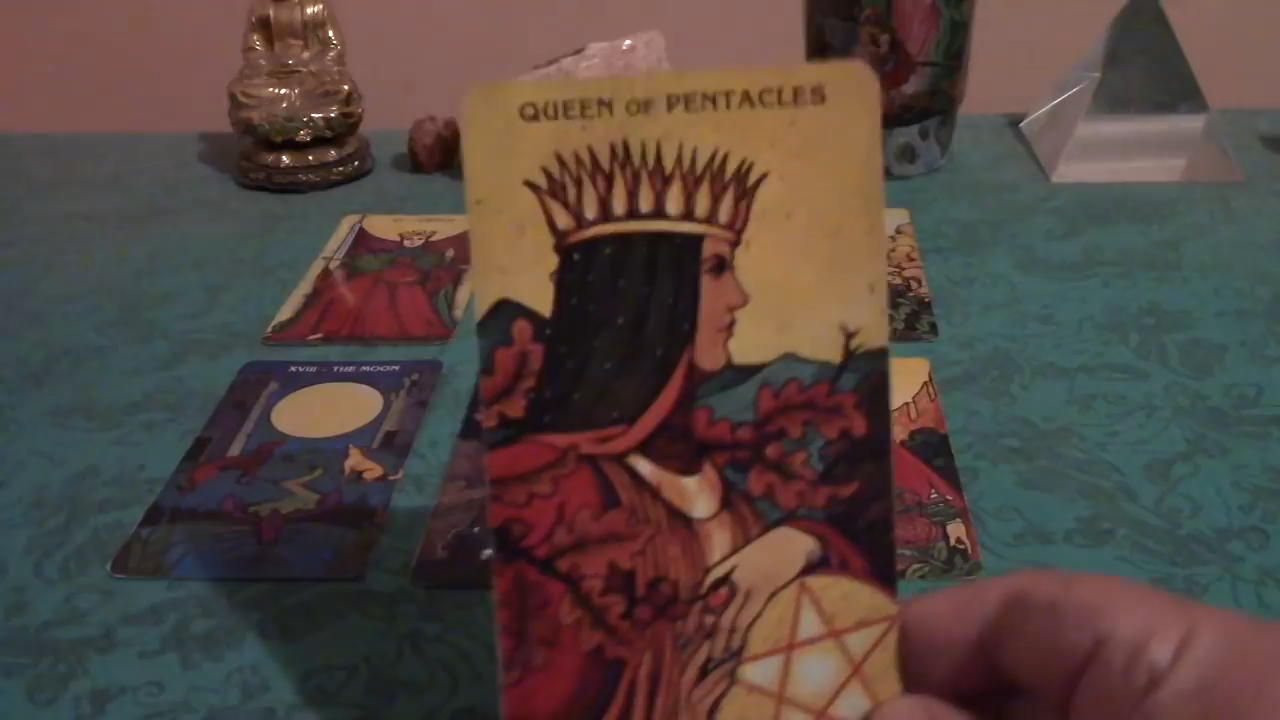 QUEEN OF PENTACLES
XVIII - THE MOON